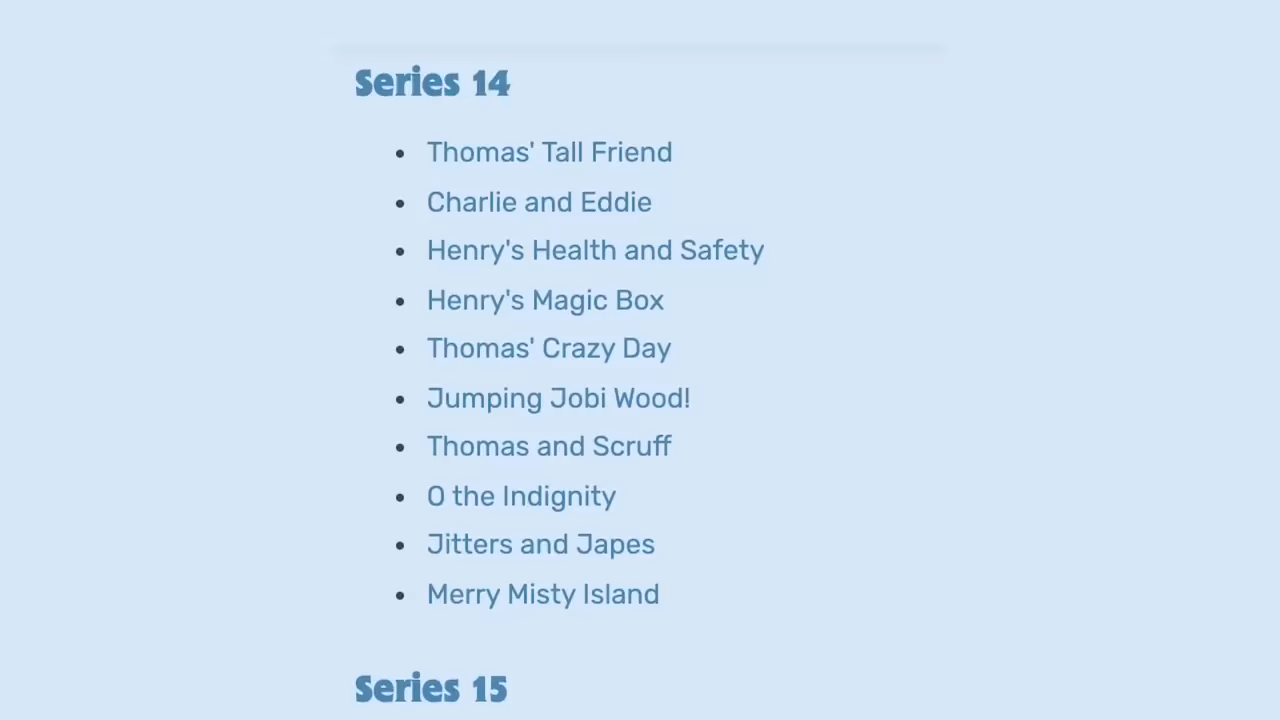 Series 14
Thomas' Tall Friend
Charlie and Eddie
Henry's Health and Safety
Henry's Magic Box
Thomas' Crazy Day
Jumping Jobi Wood!
Thomas and Scruff
O the Indignity
Jitters and Japes
Merry Misty Island
Series 15